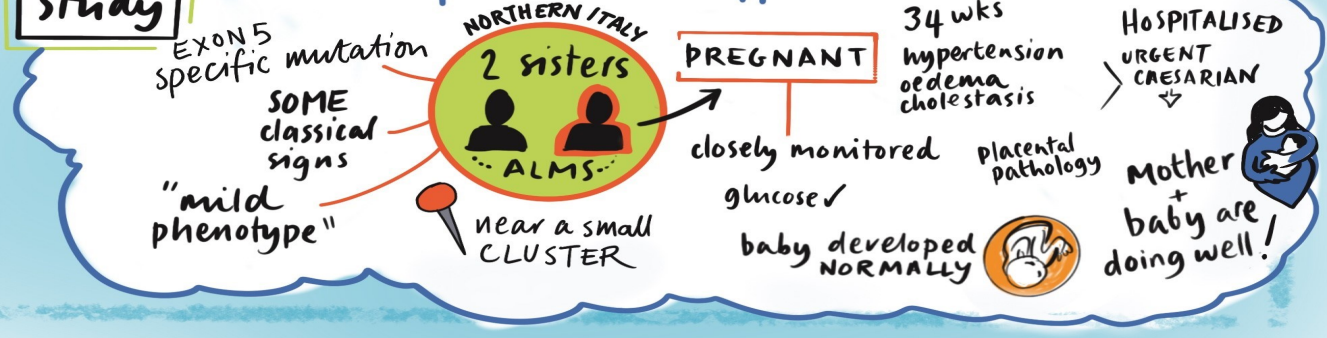 study
EXON 5
specific mutation
SOME
classical
signs
"mild
phenotype"
NORTHERN ITALY
2 sisters
ALMS
near a small
CLUSTER
PREGNANT
closely monitored
glucose ✓
baby developed
NORMALLY
34 wks
hypertension
oedema
cholestasis
placental
pathology
HOSPITALISED
URGENT
CAESARIAN
Mother
+
baby are
doing well!